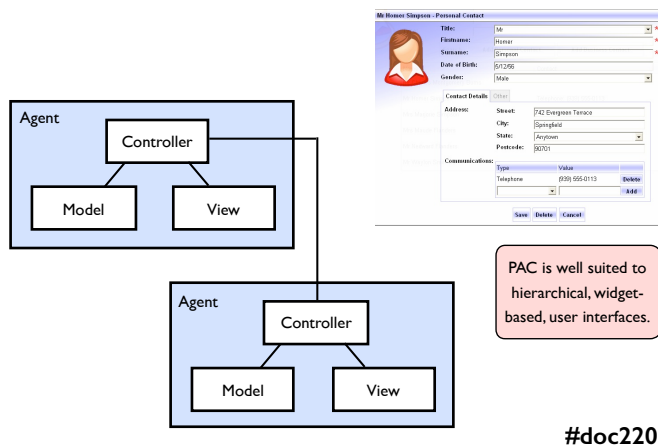 Mr Homer Simpson - Personal Contact
Title: Mr *
Firstname: Homer *
Surname: Simpson *
Date of Birth: 6/12/66
Gender: Male
Contact Details Other
Address: Street: 742 Evergreen Terrace
City: Springfield
State: Anytown
Postcode: 90701
Communications:
Type Value
Telephone (939) 555-0113 Delete
Add
Save Delete Cancel
Agent
Controller
Model View
Agent
Controller
Model View
PAC is well suited to
hierarchical, widget-
based, user interfaces.
#doc220